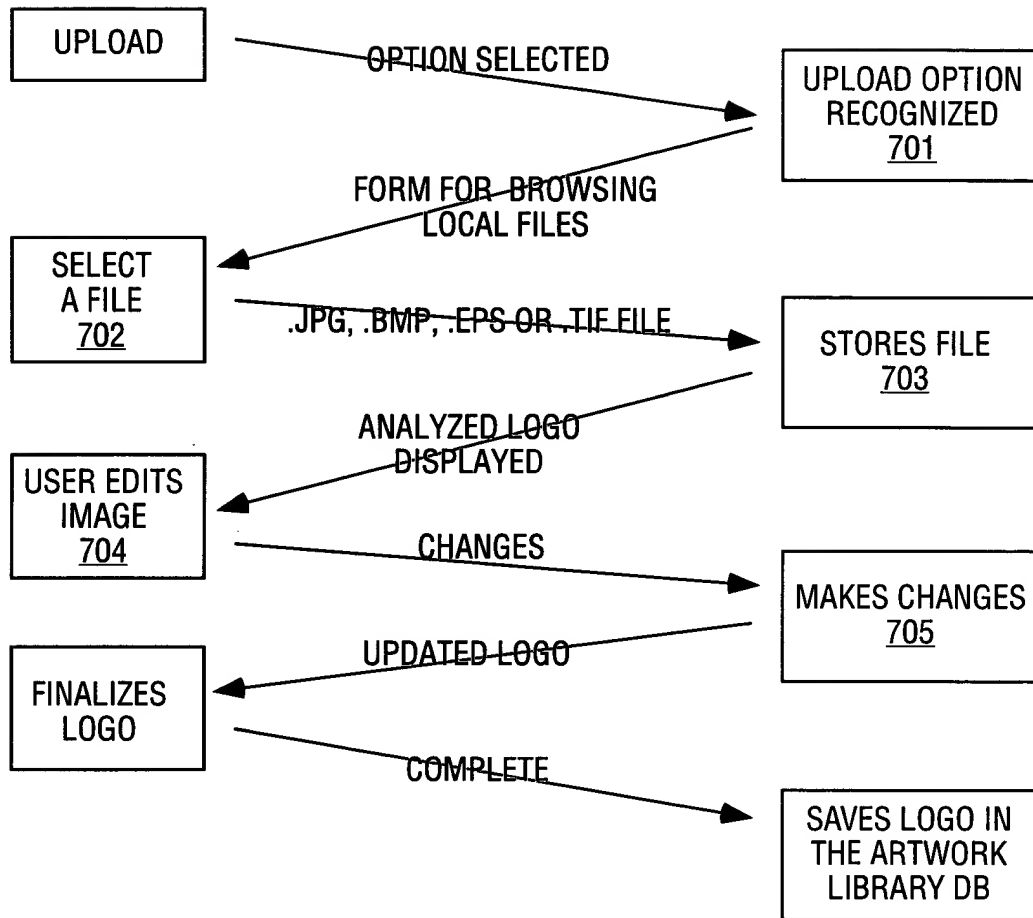 UPLOAD
OPTION SELECTED
UPLOAD OPTION
RECOGNIZED
701
FORM FOR BROWSING
LOCAL FILES
SELECT
A FILE
702
.JPG, .BMP, .EPS OR .TIF FILE
STORES FILE
703
ANALYZED LOGO
DISPLAYED
USER EDITS
IMAGE
704
CHANGES
MAKES CHANGES
705
UPDATED LOGO
FINALIZES
LOGO
COMPLETE
SAVES LOGO IN
THE ARTWORK
LIBRARY DB